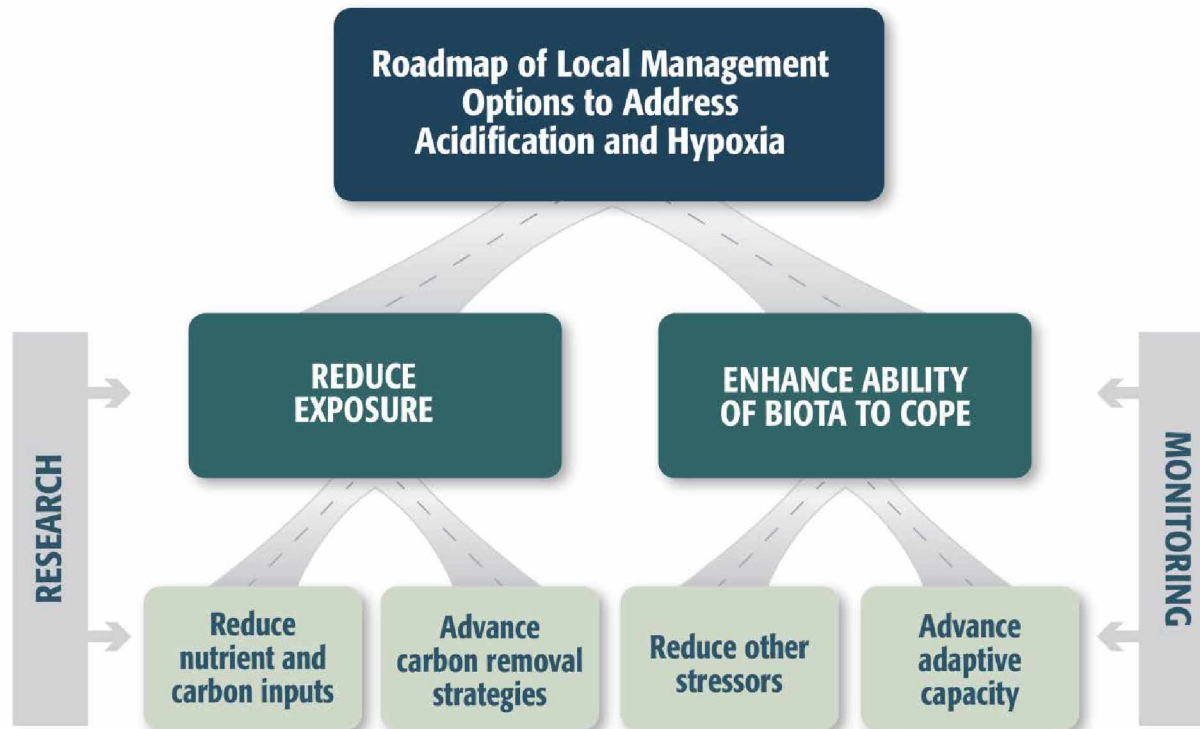 Roadmap of Local Management
Options to Address
Acidification and Hypoxia
REDUCE
EXPOSURE
ENHANCE ABILITY
OF BIOTA TO COPE
RESEARCH
MONITORING
Reduce
nutrient and
carbon inputs
Advance
carbon removal
strategies
Reduce other
stressors
Advance
adaptive
capacity